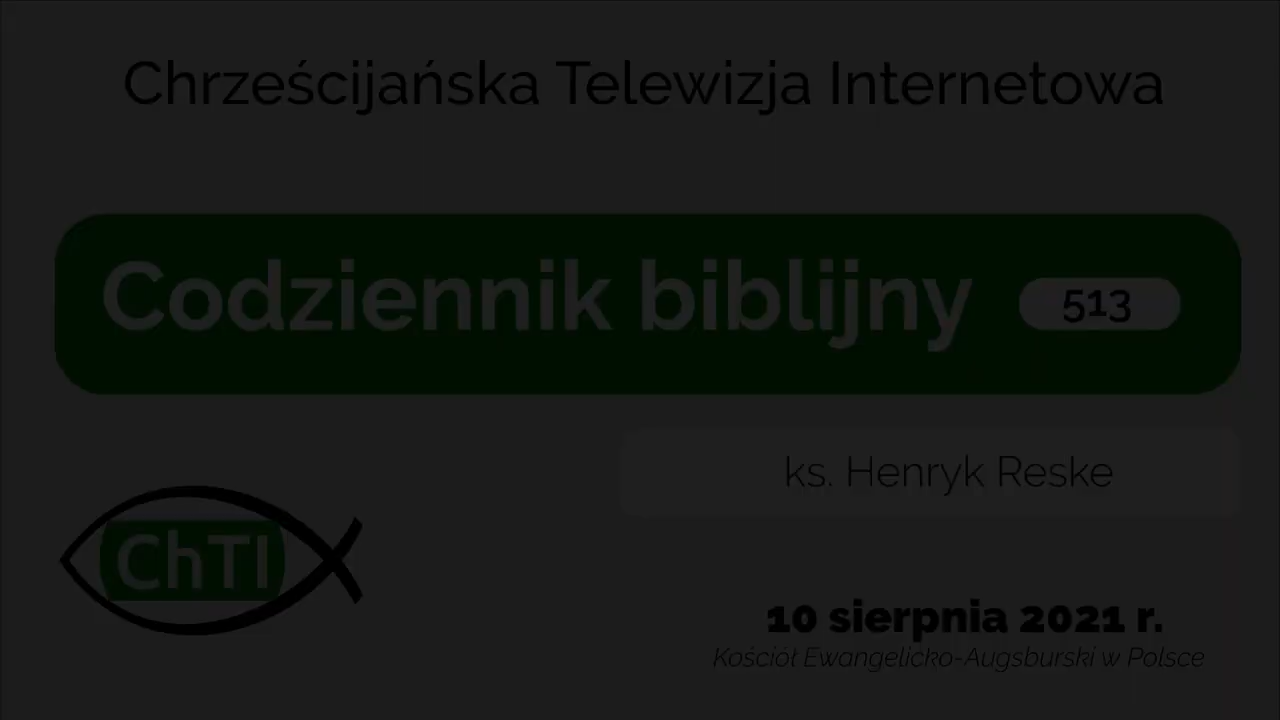 Chrześcijańska Telewizja Internetowa
Codziennik biblijny 513
ks. Henryk Reske
ChTI
10 sierpnia 2021 r.
Kościół Ewangelicko-Augsburski w Polsce